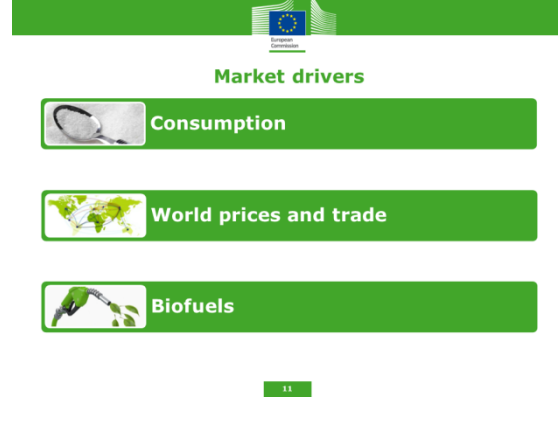 European
Commission
Market drivers
Consumption
World prices and trade
Biofuels
11